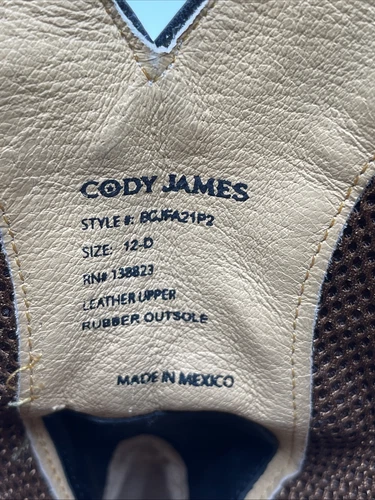 CODY JAMES
STYLE #: BCJFA21P2
SIZE: 12-D
RN# 138823
LEATHER UPPER
RUBBER OUTSOLE
MADE IN MEXICO